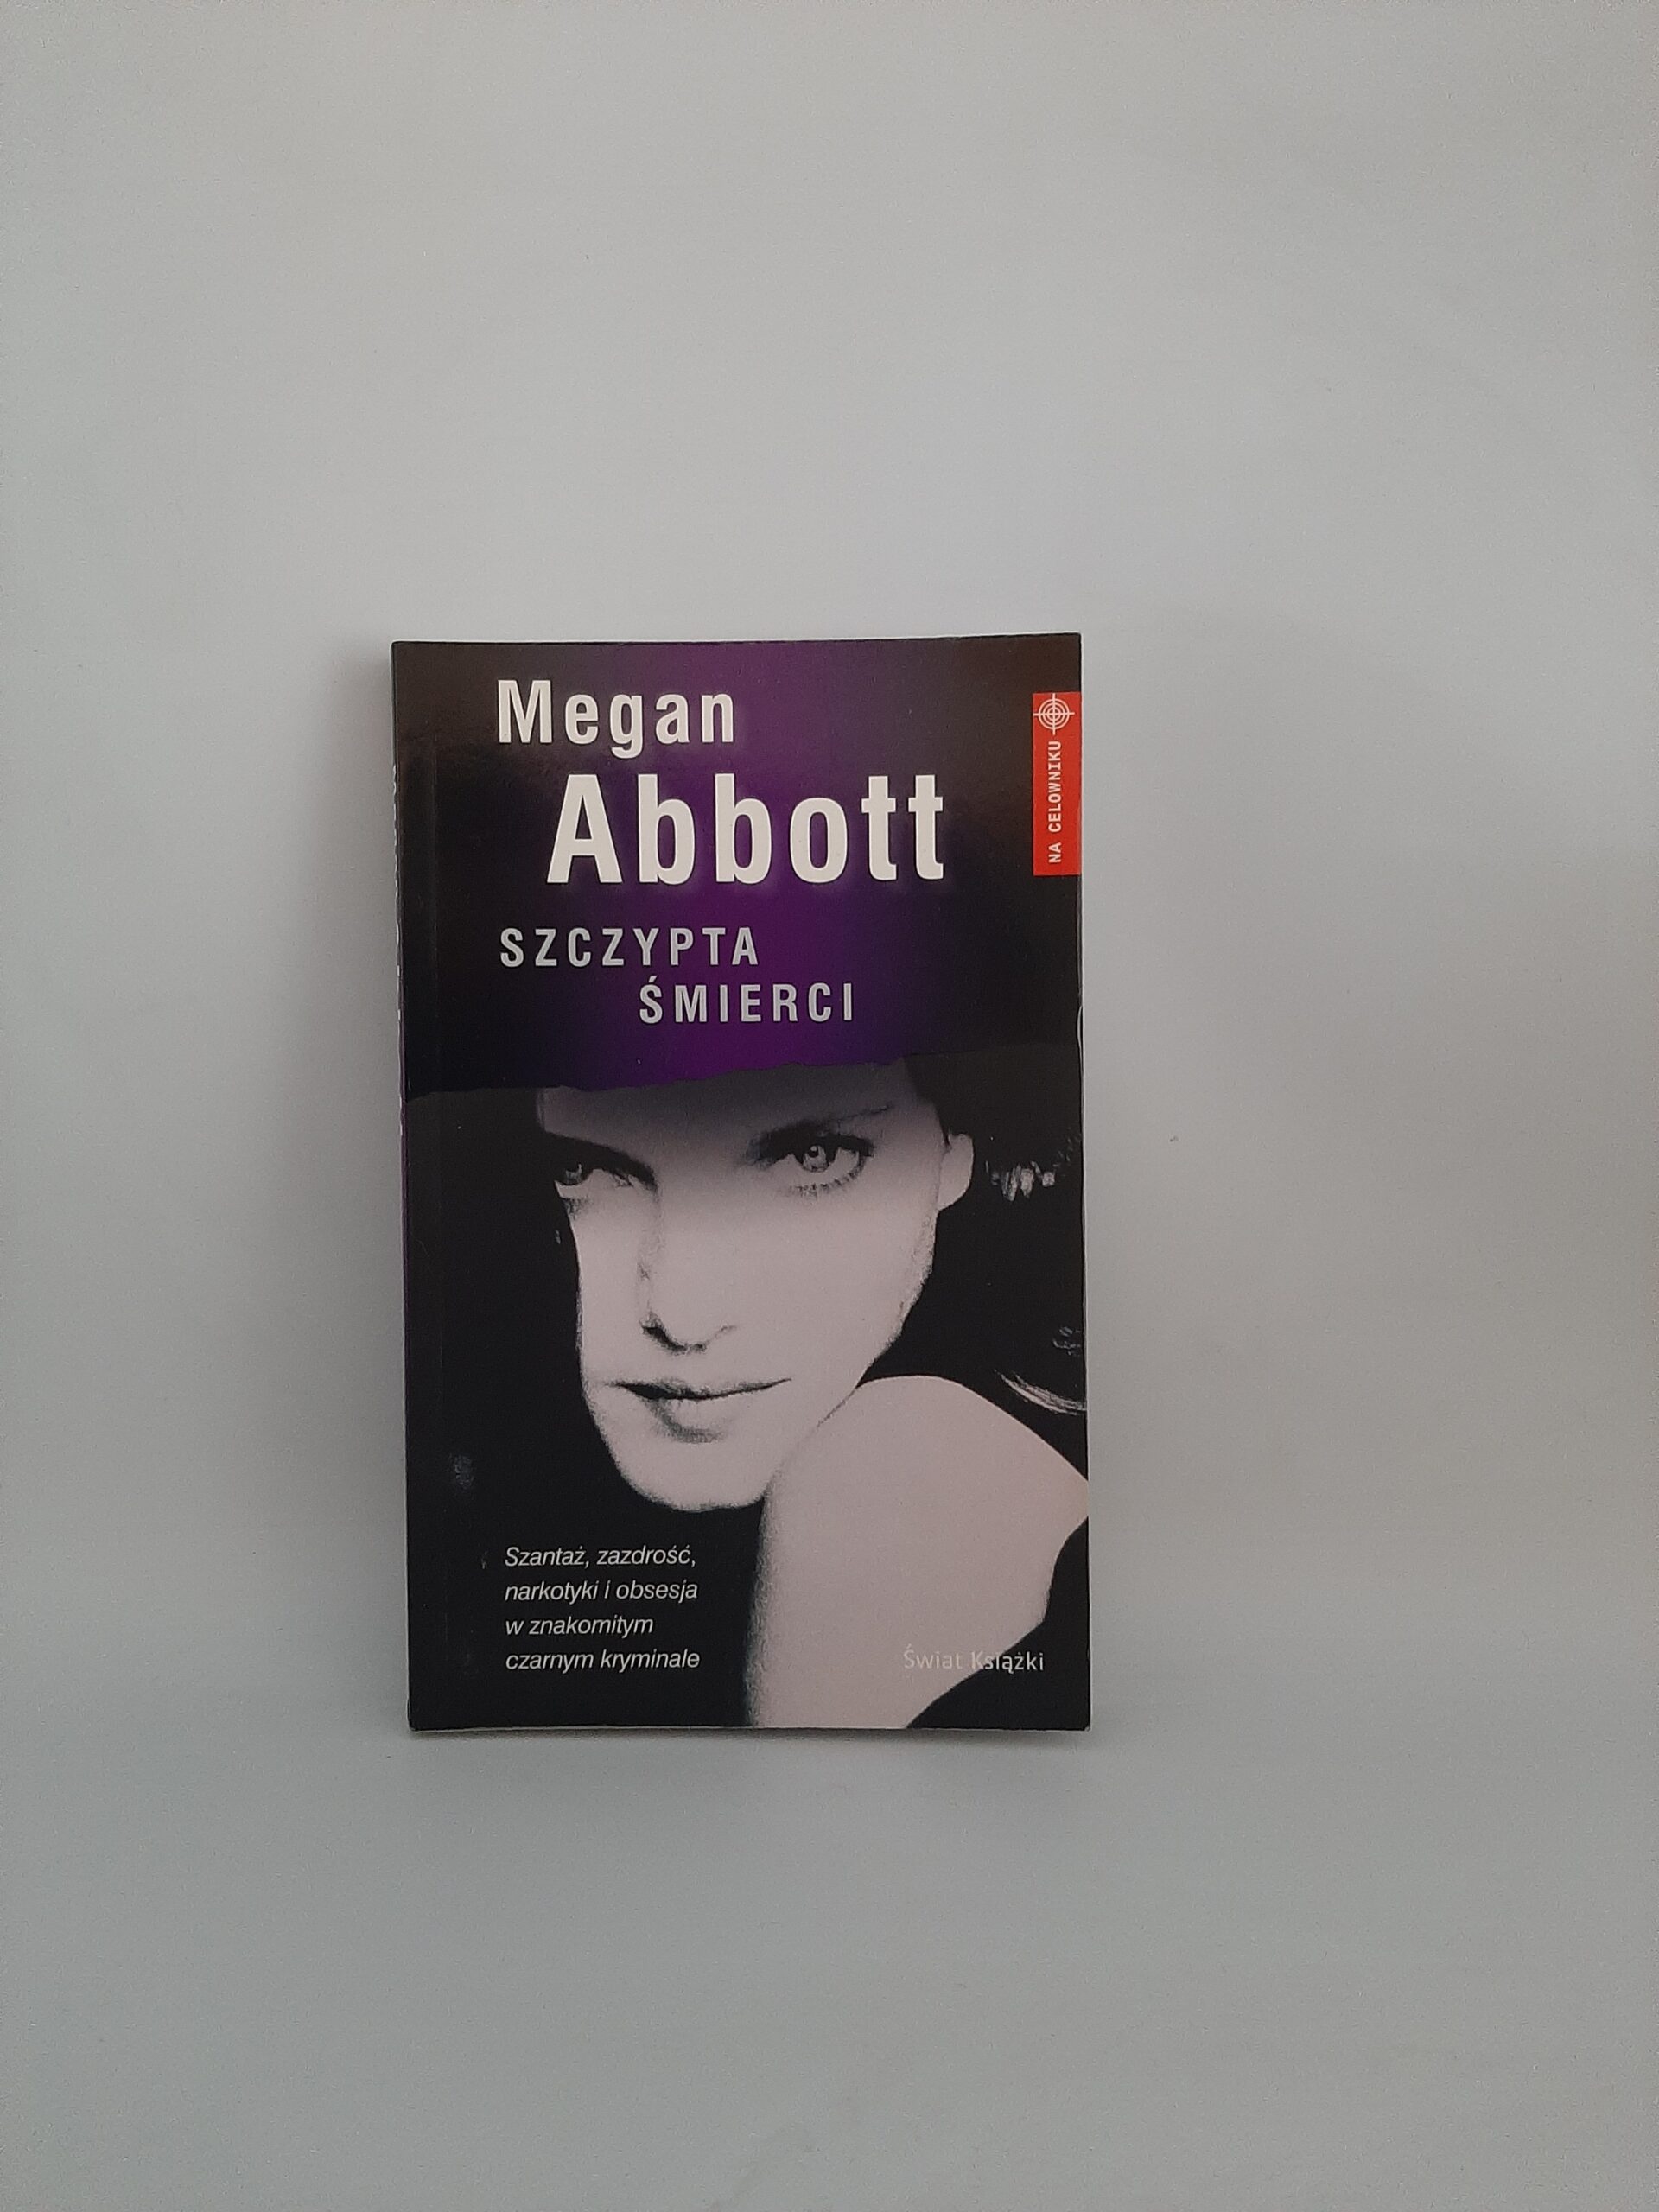 Megan
Abbott
NA CELOWNIKU
SZCZYPTA
ŚMIERCI
Szantaż, zazdrość,
narkotyki i obsesja
w znakomitym
czarnym kryminale
Świat Książki